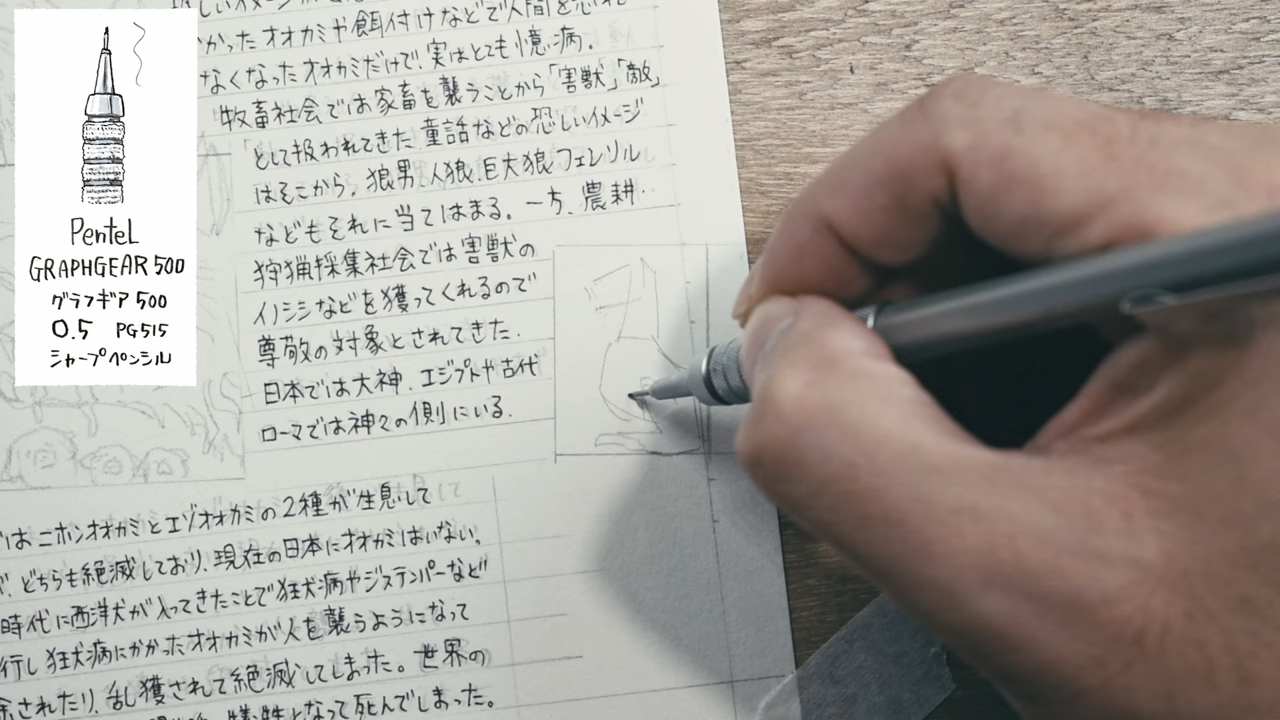 Pentel
GRAPHGEAR 500
グラフギア 500
0.5 PG515
シャープペンシル
かったオオカミや餌付けなどで人間を恐れ
なくなったオオカミだけで、実はとても憶病。
牧畜社会では家畜を襲うことから「害獣」「敵」
として扱われてきた 童話などの恐しいイメージ
はそこから。狼男、人狼、巨大狼フェンリル
などもそれに当てはまる。一方、農耕・
狩猟採集社会では害獣の
イノシシなどを獲ってくれるので
尊敬の対象とされてきた。
日本では大神、エジプトや古代
ローマでは神々の側にいる。
はニホンオオカミとエゾオオカミの2種が生息して
が、どちらも絶滅しており、現在の日本にオオカミはいない。
時代に西洋犬が入ってきたことで狂犬病やジステンパーなど
行し狂犬病にかかったオオカミが人を襲うようになって
されたり、乱獲されて絶滅してしまった。世界の
犠牲となって死んでしまった。